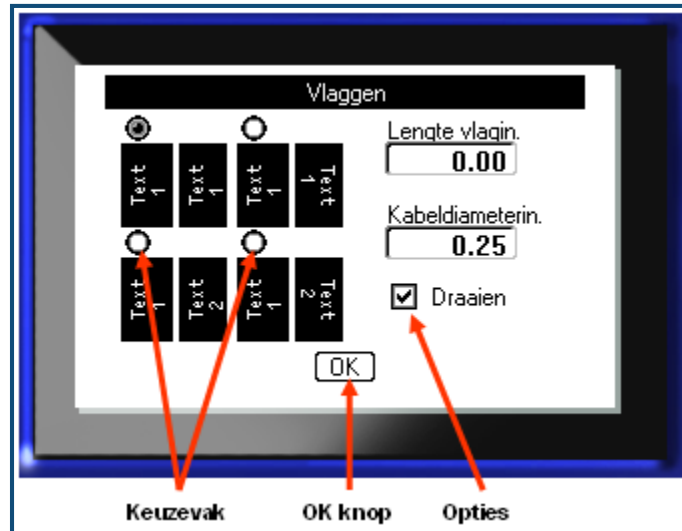 Vlaggen
Lengte vlagin.
0.00
Text 1 Text 1 Text 1 Text 1
Kabeldiameterin.
0.25
Text 1 Text 2 Text 1 Text 2
Draaien
OK
Keuzevak OK knop Opties